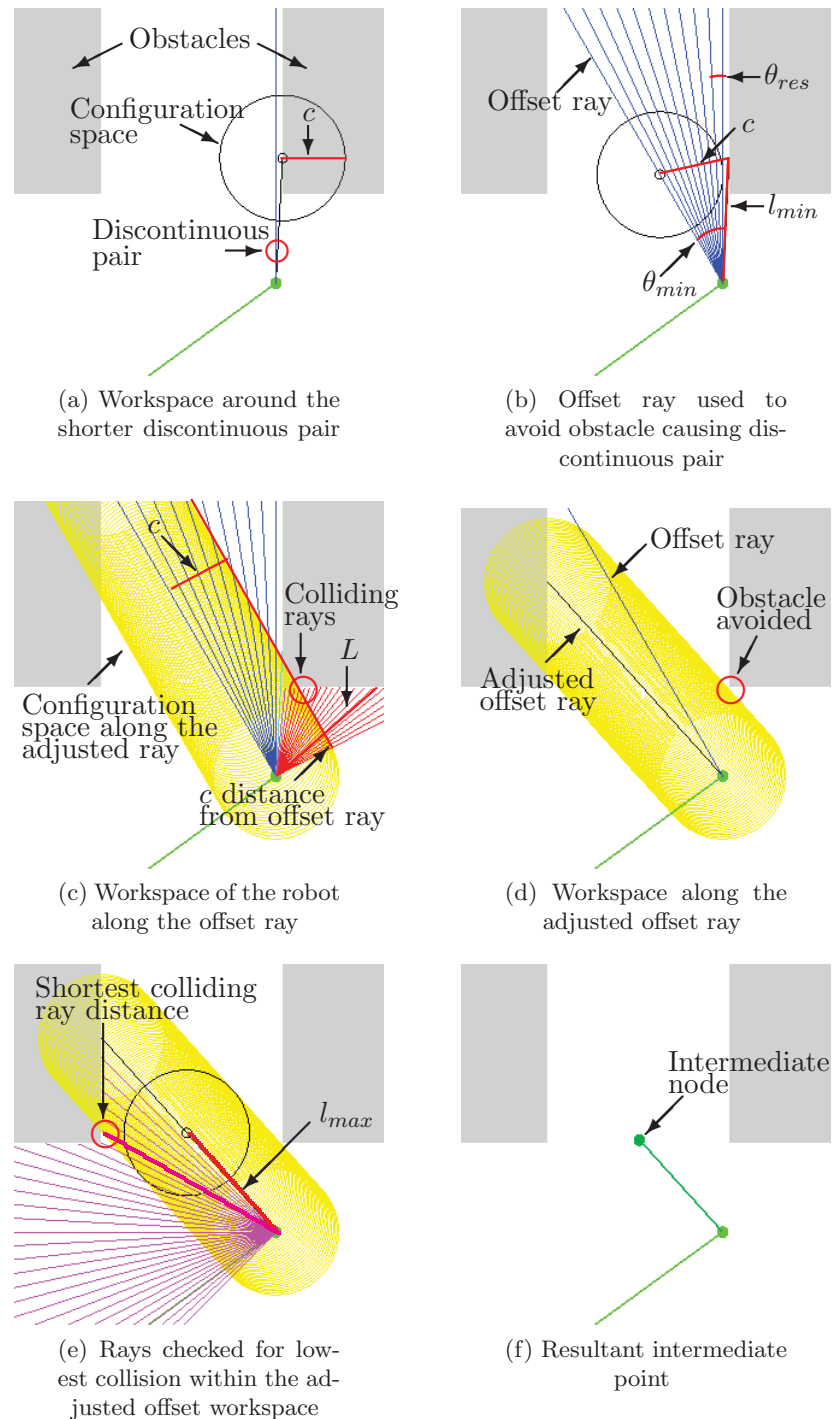 Obstacles
Configuration
space
c
Discontinuous
pair
(a) Workspace around the
shorter discontinuous pair
Offset ray
θres
c
lmin
θmin
(b) Offset ray used to
avoid obstacle causing dis-
continuous pair
c
Colliding
rays
L
Configuration
space along the
adjusted ray
c distance
from offset ray
(c) Workspace of the robot
along the offset ray
Offset ray
Obstacle
avoided
Adjusted
offset ray
(d) Workspace along the
adjusted offset ray
Shortest colliding
ray distance
lmax
(e) Rays checked for low-
est collision within the ad-
justed offset workspace
Intermediate
node
(f) Resultant intermediate
point